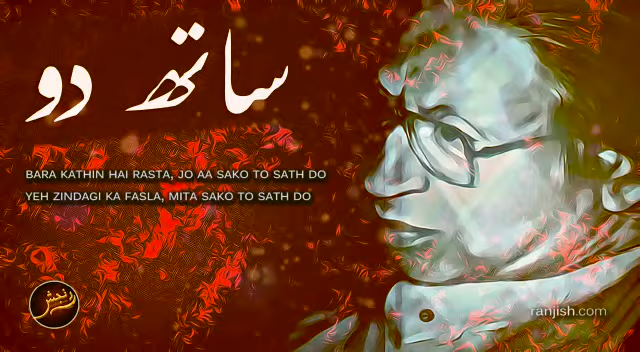 ساتھ دو
BARA KATHIN HAI RASTA, JO AA SAKO TO SATH DO
YEH ZINDAGI KA FASLA, MITA SAKO TO SATH DO
رنجش
ranjish.com